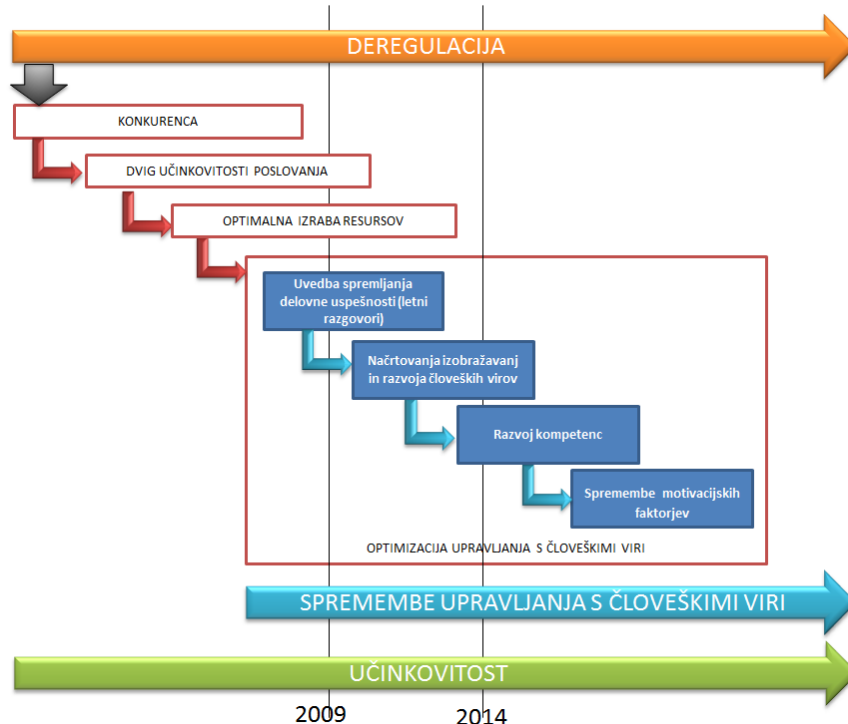 DEREGULACIJA
KONKURENCA
DVIG UČINKOVITOSTI POSLOVANJA
OPTIMALNA IZRABA RESURSOV
Uvedba spremljanja
delovne uspešnosti (letni
razgovori)
Načrtovanja izobražavanj
in razvoja človeških virov
Razvoj kompetenc
Spremembe motivacijskih
faktorjev
OPTIMIZACIJA UPRAVLJANJA S ČLOVEŠKIMI VIRI
SPREMEMBE UPRAVLJANJA S ČLOVEŠKIMI VIRI
UČINKOVITOST
2009
2014